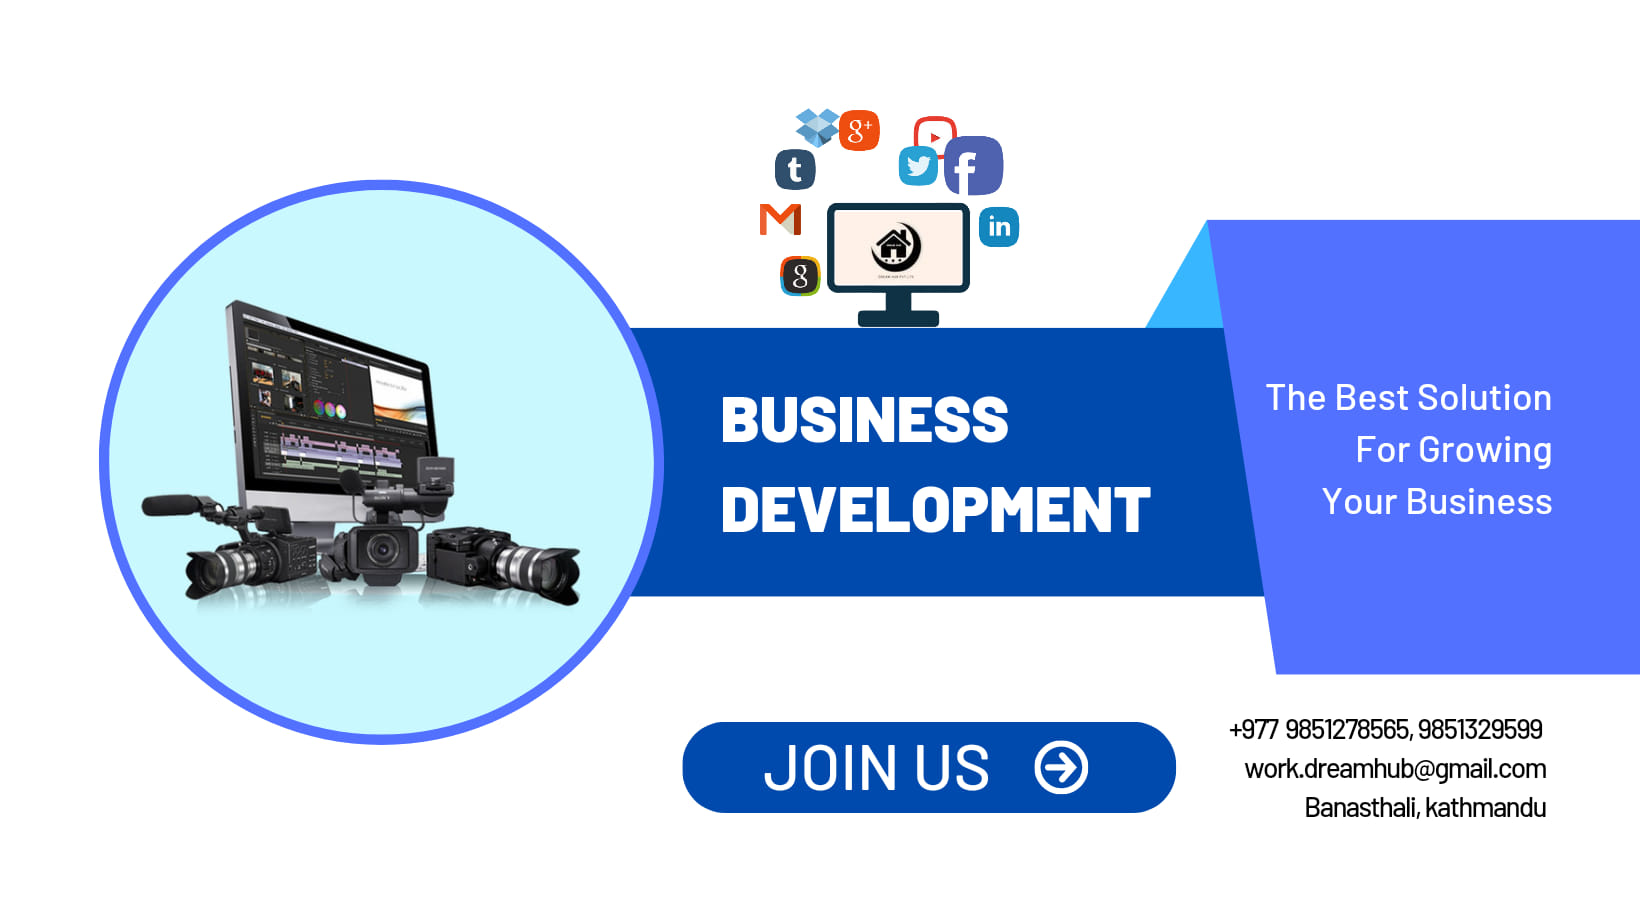 BUSINESS
DEVELOPMENT
The Best Solution
For Growing
Your Business
JOIN US
+977 9851278565, 9851329599
work.dreamhub@gmail.com
Banasthali, kathmandu